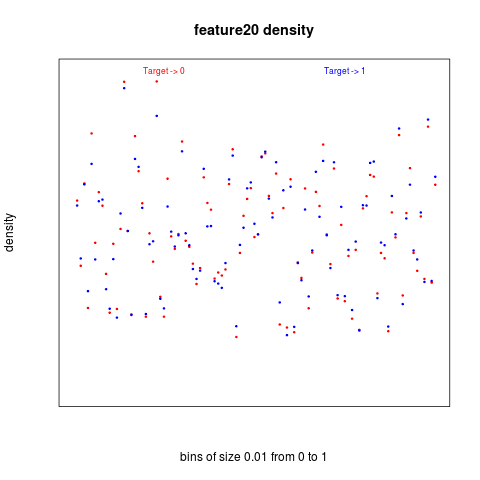 feature20 density
Target -> 0
Target -> 1
density
bins of size 0.01 from 0 to 1